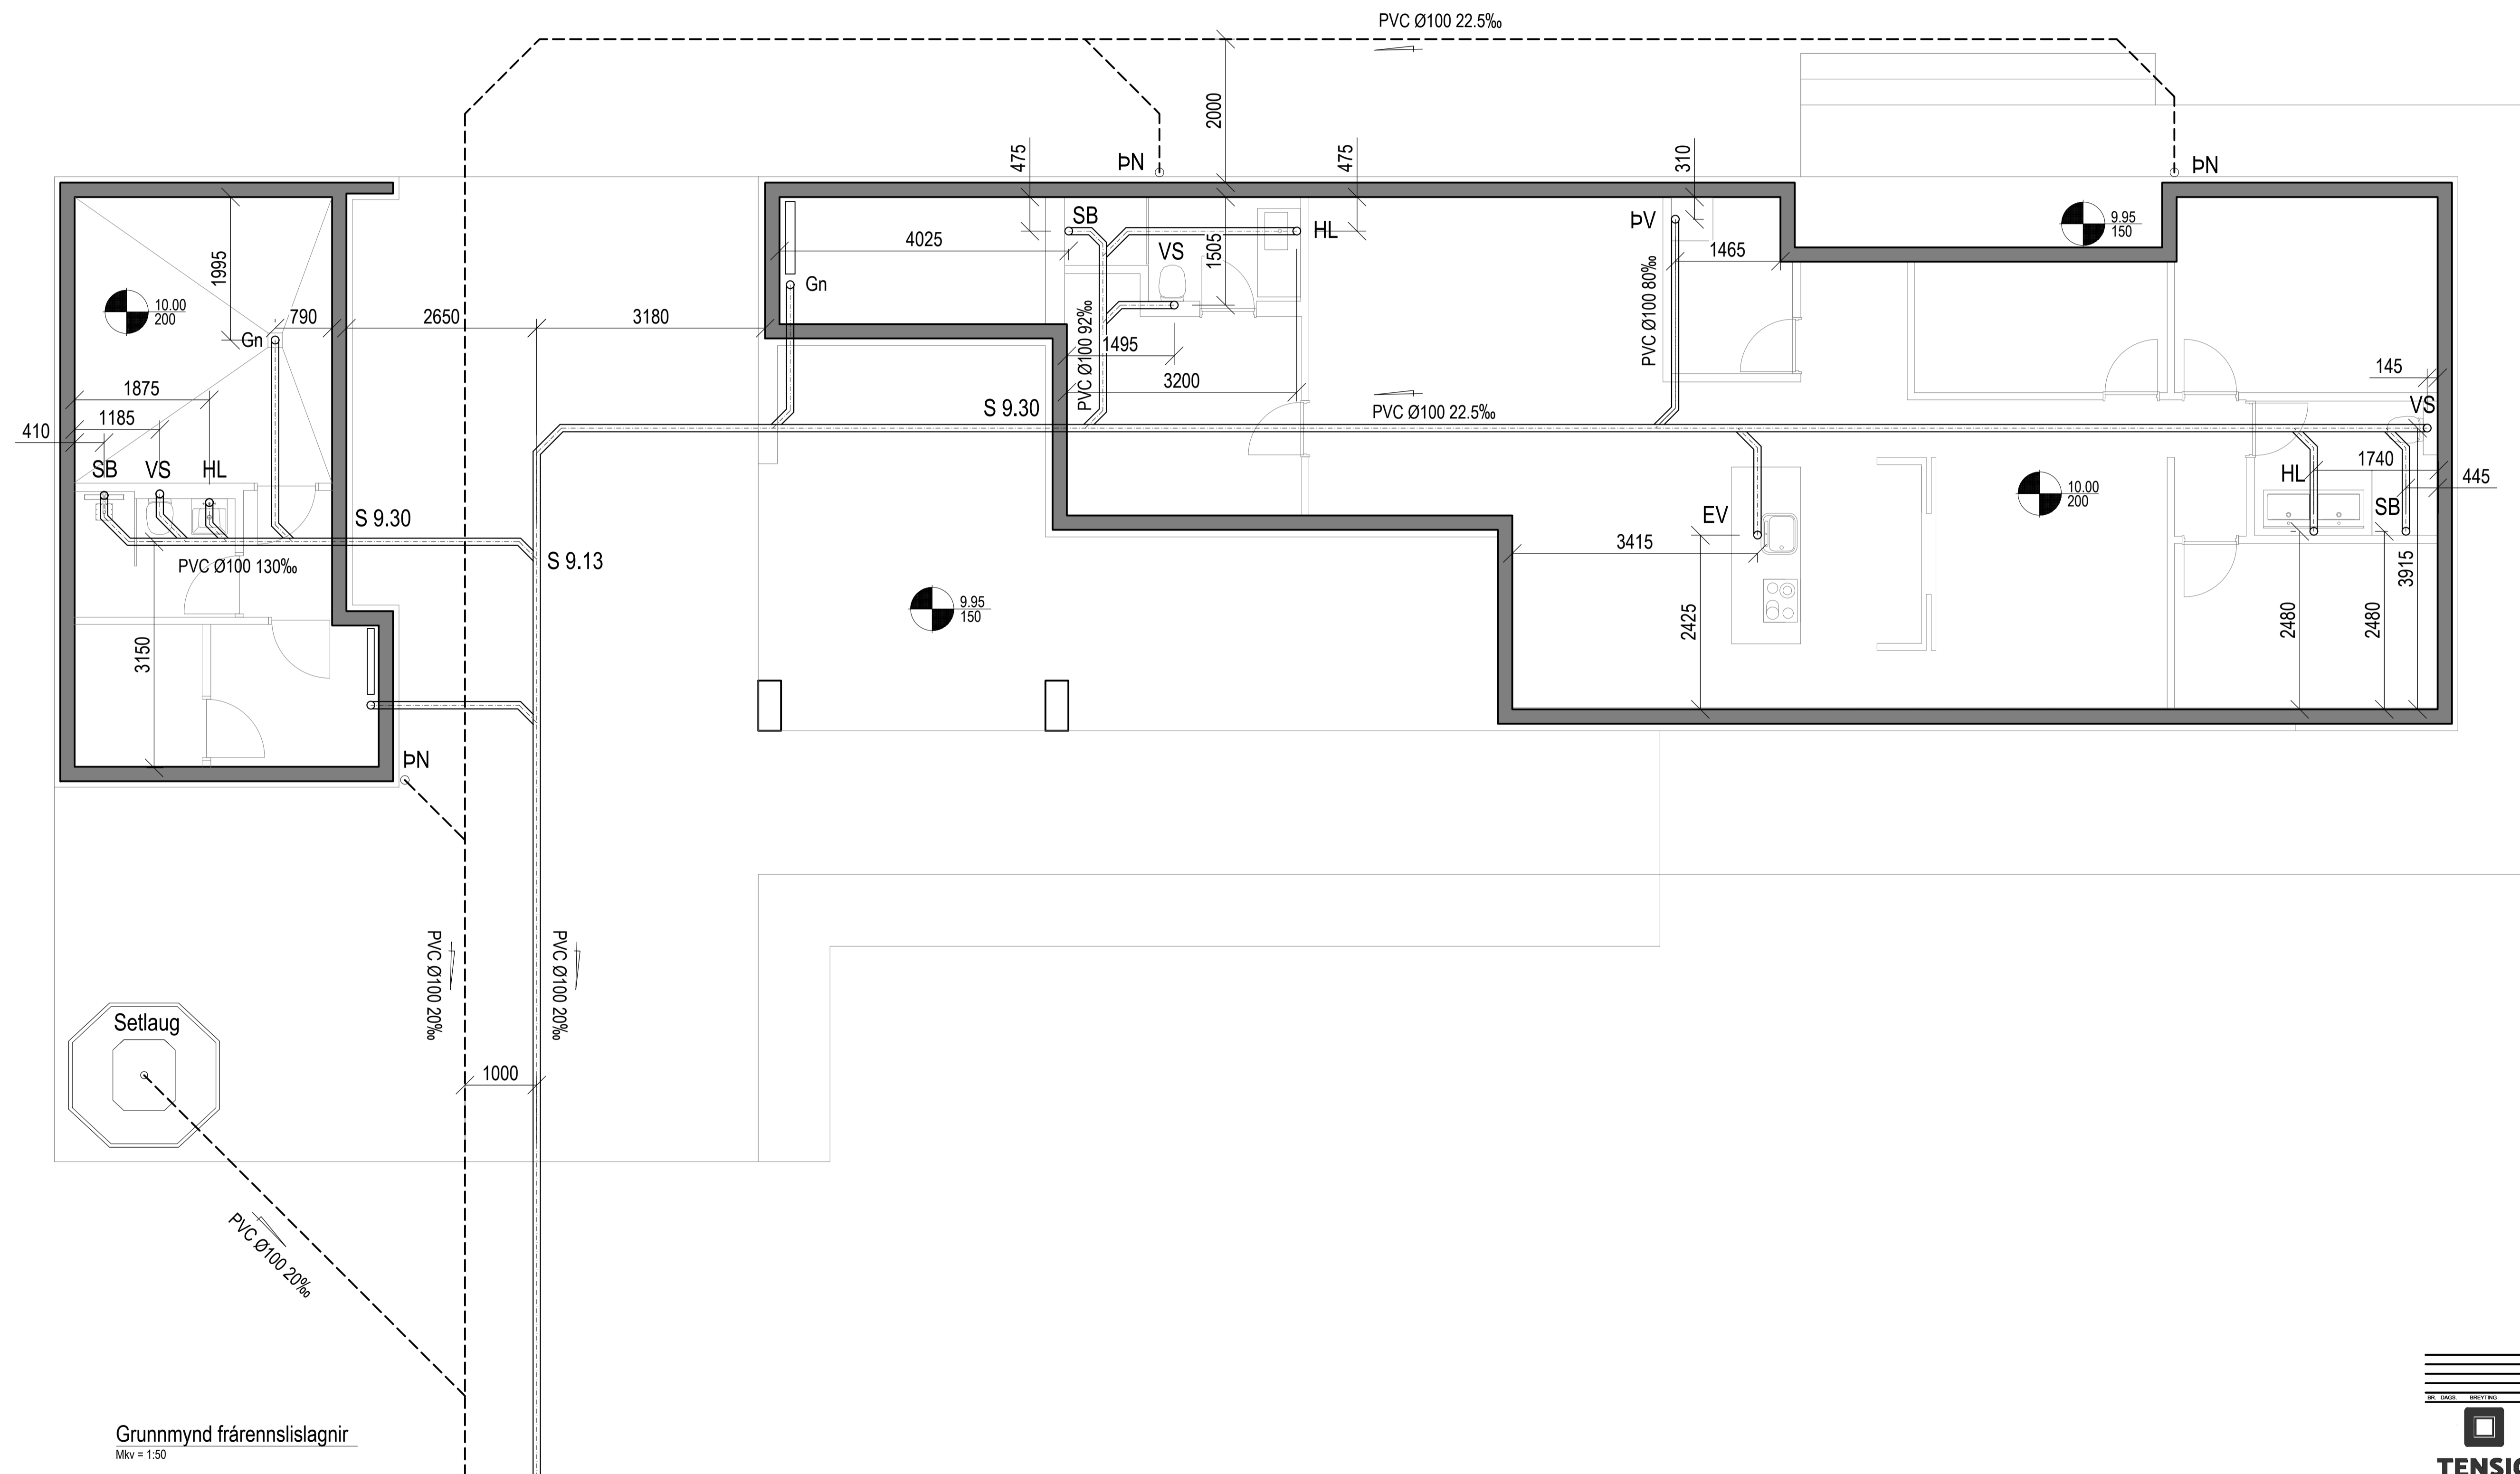 PVC Ø100 22.5‰
2000
475
ÞN
475
310
ÞN
SB
4025
VS
1505
HL
ÞV
1465
9.95
150
1995
10.00
200
790
2650
3180
Gn
Gn
PVC Ø100 92‰
1495
3200
PVC Ø100 80‰
145
1875
1185
410
S 9.30
PVC Ø100 22.5‰
VS
SB
VS
HL
S 9.30
S 9.13
PVC Ø100 130‰
HL
1740
445
SB
10.00
200
EV
3415
3150
9.95
150
2425
2480
2480
3915
ÞN
PVC Ø100 20‰
PVC Ø100 20‰
Setlaug
1000
PVC Ø100 20‰
BR. DAGS. BREYTING
Grunnmynd frárennslislagnir
Mkv = 1:50